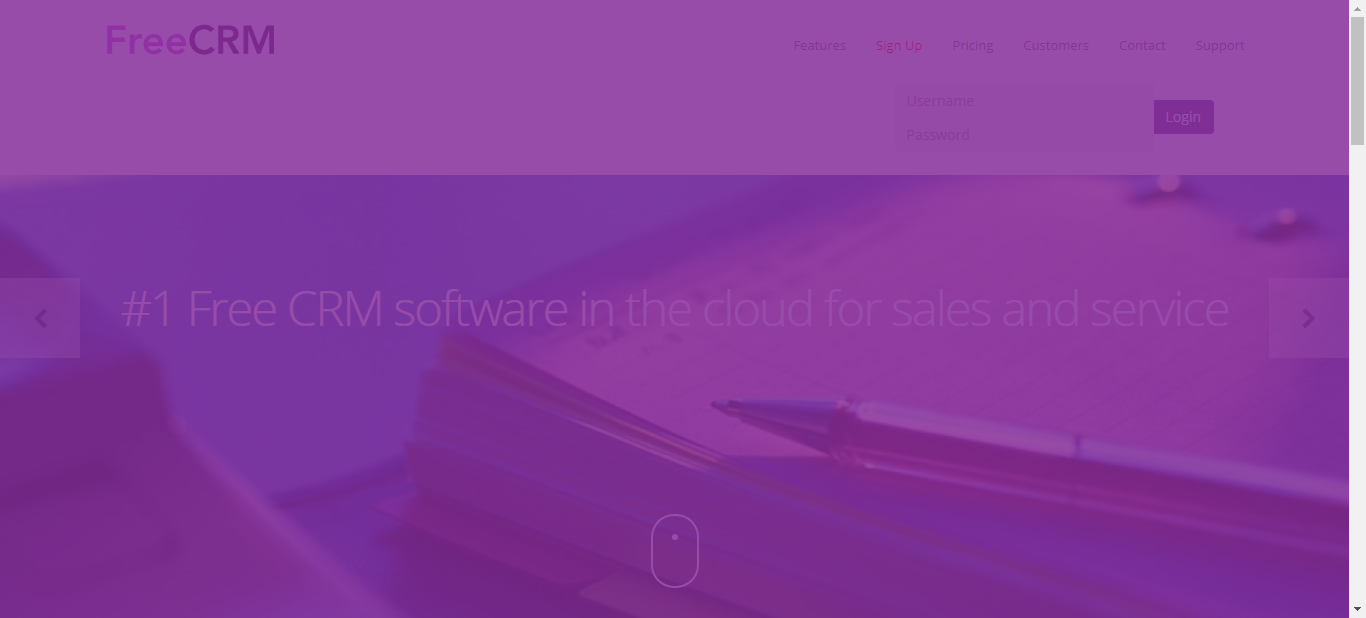 FreeCRM
Features Sign Up Pricing Customers Contact Support
Username
Login
Password
#1 Free CRM software in the cloud for sales and service